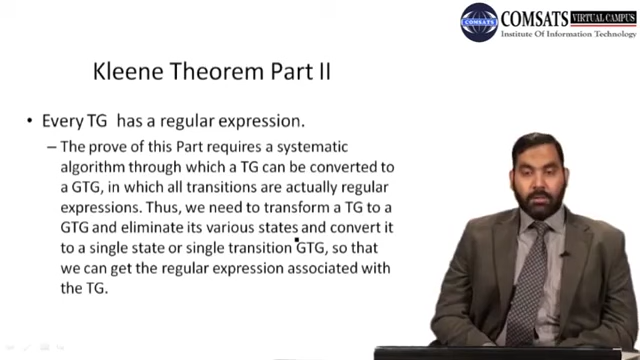 COMSATS VIRTUAL CAMPUS
Institute Of Information Technology
Kleene Theorem Part II
• Every TG has a regular expression.
– The prove of this Part requires a systematic
algorithm through which a TG can be converted to
a GTG, in which all transitions are actually regular
expressions. Thus, we need to transform a TG to a
GTG and eliminate its various states and convert it
to a single state or single transition GTG, so that
we can get the regular expression associated with
the TG.